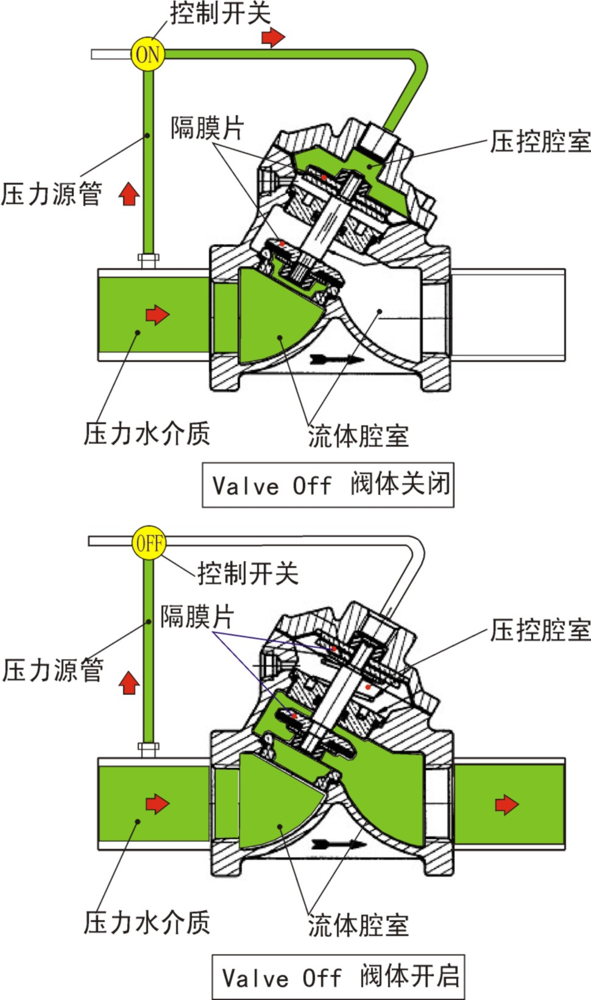 控制开关
ON
隔膜片
压控腔室
压力源管
压力水介质
流体腔室
Valve Off 阀体关闭
OFF
控制开关
隔膜片
压控腔室
压力源管
压力水介质
流体腔室
Valve Off 阀体开启